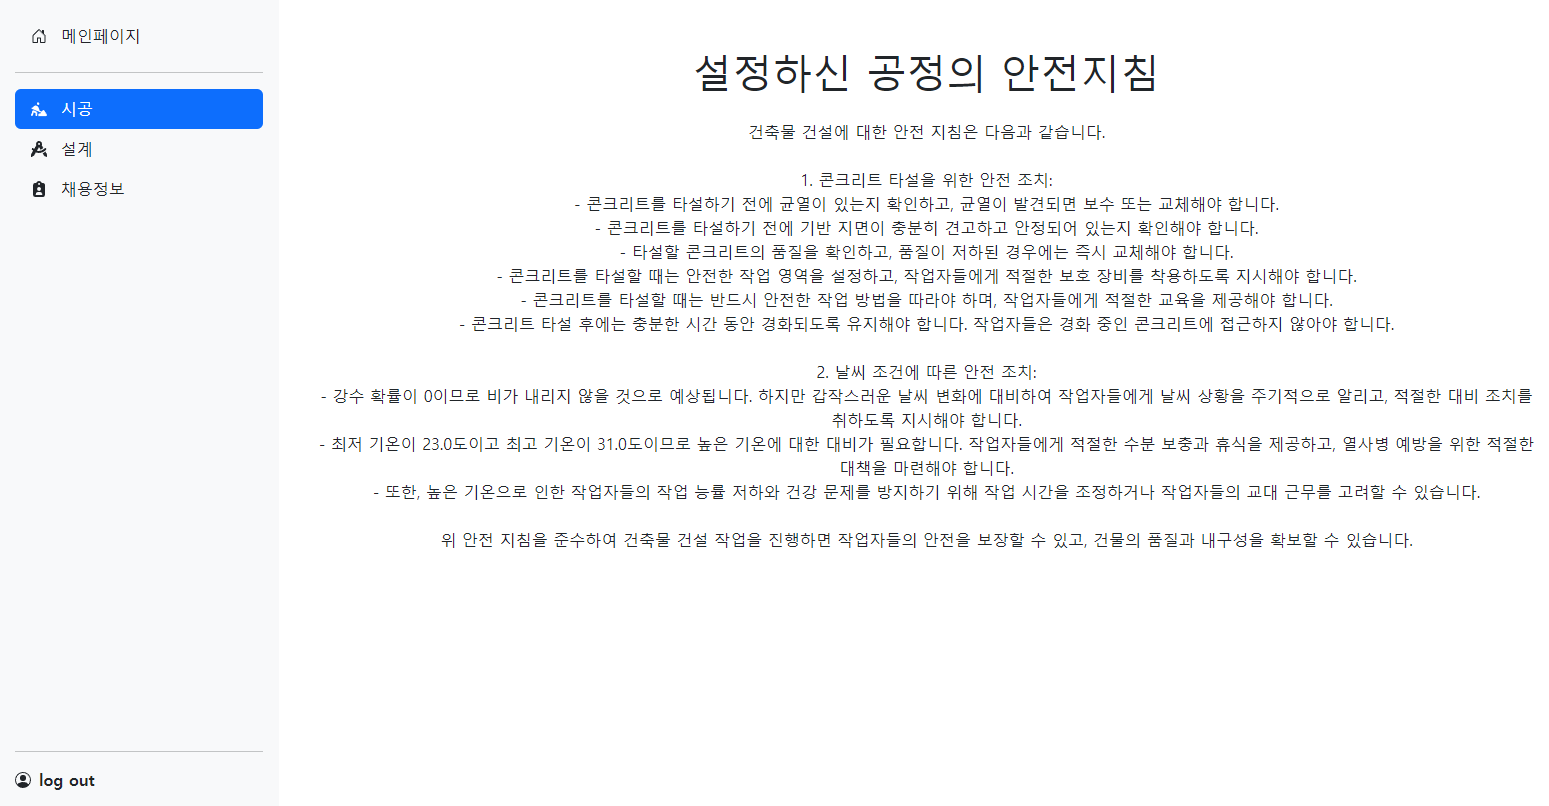 메인페이지
시공
설계
채용정보
log out
설정하신 공정의 안전지침
건축물 건설에 대한 안전 지침은 다음과 같습니다.
1. 콘크리트 타설을 위한 안전 조치:
- 콘크리트를 타설하기 전에 균열이 있는지 확인하고, 균열이 발견되면 보수 또는 교체해야 합니다.
- 콘크리트를 타설하기 전에 기반 지면이 충분히 견고하고 안정되어 있는지 확인해야 합니다.
- 타설할 콘크리트의 품질을 확인하고, 품질이 저하된 경우에는 즉시 교체해야 합니다.
- 콘크리트를 타설할 때는 안전한 작업 영역을 설정하고, 작업자들에게 적절한 보호 장비를 착용하도록 지시해야 합니다.
- 콘크리트를 타설할 때는 반드시 안전한 작업 방법을 따라야 하며, 작업자들에게 적절한 교육을 제공해야 합니다.
- 콘크리트 타설 후에는 충분한 시간 동안 경화되도록 유지해야 합니다. 작업자들은 경화 중인 콘크리트에 접근하지 않아야 합니다.
2. 날씨 조건에 따른 안전 조치:
- 강수 확률이 0이므로 비가 내리지 않을 것으로 예상됩니다. 하지만 갑작스러운 날씨 변화에 대비하여 작업자들에게 날씨 상황을 주기적으로 알리고, 적절한 대비 조치를
취하도록 지시해야 합니다.
- 최저 기온이 23.0도이고 최고 기온이 31.0도이므로 높은 기온에 대한 대비가 필요합니다. 작업자들에게 적절한 수분 보충과 휴식을 제공하고, 열사병 예방을 위한 적절한
대책을 마련해야 합니다.
- 또한, 높은 기온으로 인한 작업자들의 작업 능률 저하와 건강 문제를 방지하기 위해 작업 시간을 조정하거나 작업자들의 교대 근무를 고려할 수 있습니다.
위 안전 지침을 준수하여 건축물 건설 작업을 진행하면 작업자들의 안전을 보장할 수 있고, 건물의 품질과 내구성을 확보할 수 있습니다.